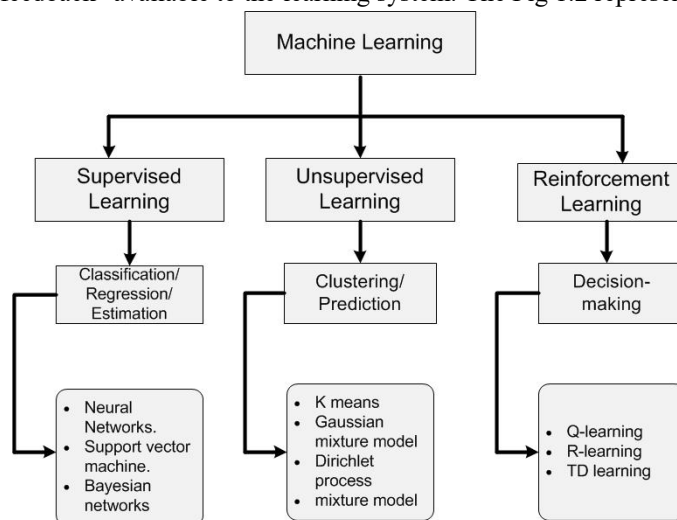 available to the learning system. The Fig 1.2
Machine Learning
Supervised
Learning
Unsupervised
Learning
Reinforcement
Learning
Classification/
Regression/
Estimation
Clustering/
Prediction
Decision-
making
• Neural
Networks.
• Support vector
machine.
• Bayesian
networks
• K means
• Gaussian
mixture model
• Dirichlet
process
• mixture model
• Q-learning
• R-learning
• TD learning